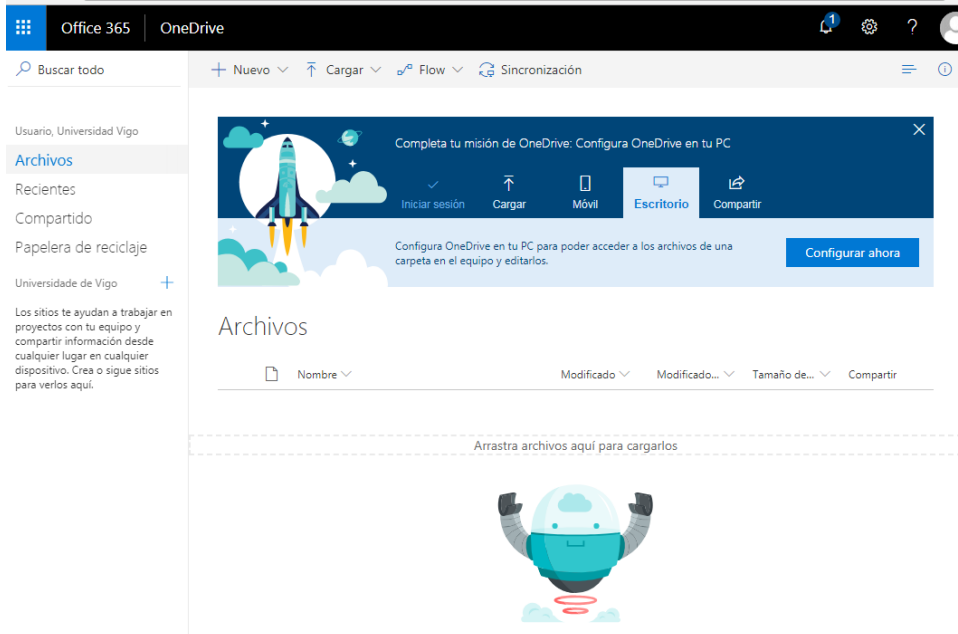 Office 365 OneDrive 1 ?
Buscar todo
Nuevo Cargar Flow Sincronización
Usuario, Universidad Vigo
Archivos
Recientes
Compartido
Papelera de reciclaje
Universidade de Vigo +
Los sitios te ayudan a trabajar en
proyectos con tu equipo y
compartir información desde
cualquier lugar en cualquier
dispositivo. Crea o sigue sitios
para verlos aquí.
Completa tu misión de OneDrive: Configura OneDrive en tu PC
Iniciar sesión Cargar Móvil Escritorio Compartir
Configura OneDrive en tu PC para poder acceder a los archivos de una
carpeta en el equipo y editarlos.
Configurar ahora
Archivos
Nombre Modificado Modificado... Tamaño de... Compartir
Arrastra archivos aquí para cargarlos